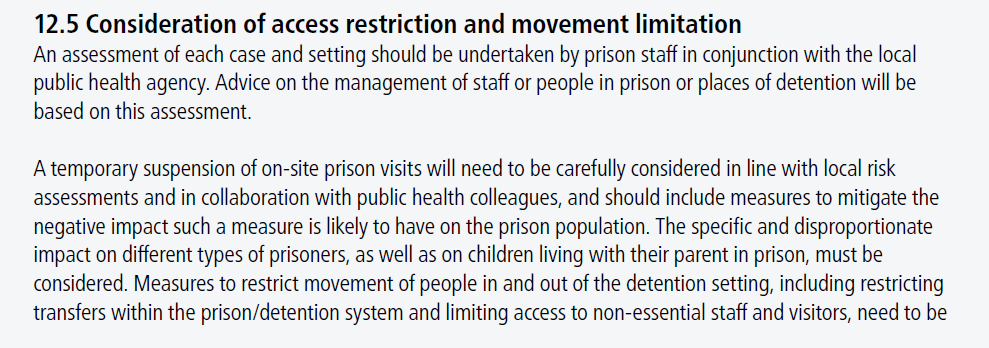 12.5 Consideration of access restriction and movement limitation
An assessment of each case and setting should be undertaken by prison staff in conjunction with the local
public health agency. Advice on the management of staff or people in prison or places of detention will be
based on this assessment.
A temporary suspension of on-site prison visits will need to be carefully considered in line with local risk
assessments and in collaboration with public health colleagues, and should include measures to mitigate the
negative impact such a measure is likely to have on the prison population. The specific and disproportionate
impact on different types of prisoners, as well as on children living with their parent in prison, must be
considered. Measures to restrict movement of people in and out of the detention setting, including restricting
transfers within the prison/detention system and limiting access to non-essential staff and visitors, need to be